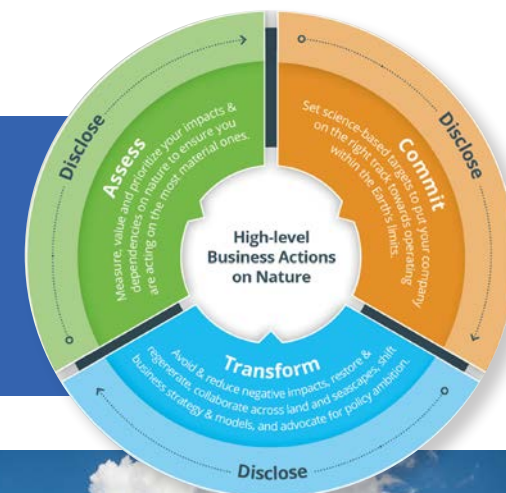 High-level
Business Actions
on Nature
Disclose
Assess
Measure, value and prioritize your impacts &
dependencies on nature to ensure you
are acting on the most material ones.
Disclose
Commit
Set science-based targets to put your company
on the right track towards operating
within the Earth's limits.
Transform
Avoid & reduce negative impacts, restore &
regenerate, collaborate across land and seascapes, shift
business strategy & models, and advocate for policy ambition.
Disclose